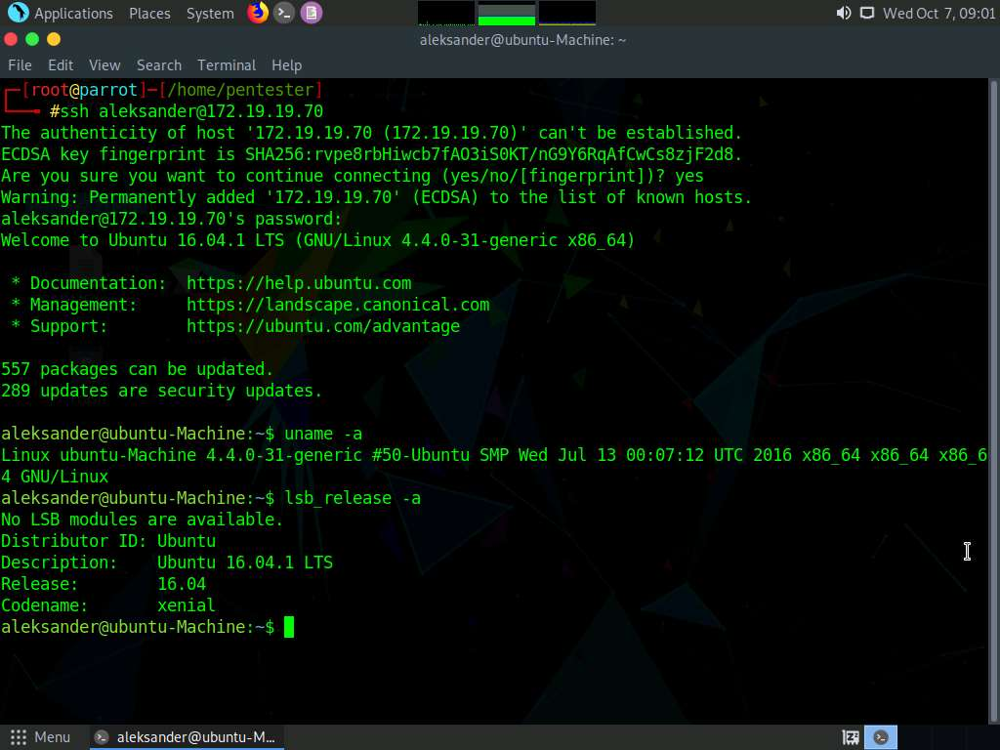 Applications Places System Wed Oct 7, 09:01
aleksander@ubuntu-Machine: ~
File Edit View Search Terminal Help
┌─[root@parrot]─[/home/pentester]
└──╼ #ssh aleksander@172.19.19.70
The authenticity of host '172.19.19.70 (172.19.19.70)' can't be established.
ECDSA key fingerprint is SHA256:rvpe8rbHiwcb7fAO3iS0KT/nG9Y6RqAfCwCs8zjF2d8.
Are you sure you want to continue connecting (yes/no/[fingerprint])? yes
Warning: Permanently added '172.19.19.70' (ECDSA) to the list of known hosts.
aleksander@172.19.19.70's password:
Welcome to Ubuntu 16.04.1 LTS (GNU/Linux 4.4.0-31-generic x86_64)
* Documentation:  https://help.ubuntu.com
* Management:     https://landscape.canonical.com
* Support:        https://ubuntu.com/advantage
557 packages can be updated.
289 updates are security updates.
aleksander@ubuntu-Machine:~$ uname -a
Linux ubuntu-Machine 4.4.0-31-generic #50-Ubuntu SMP Wed Jul 13 00:07:12 UTC 2016 x86_64 x86_64 x86_6
4 GNU/Linux
aleksander@ubuntu-Machine:~$ lsb_release -a
No LSB modules are available.
Distributor ID: Ubuntu
Description:    Ubuntu 16.04.1 LTS
Release:        16.04
Codename:       xenial
aleksander@ubuntu-Machine:~$
Menu aleksander@ubuntu-M...